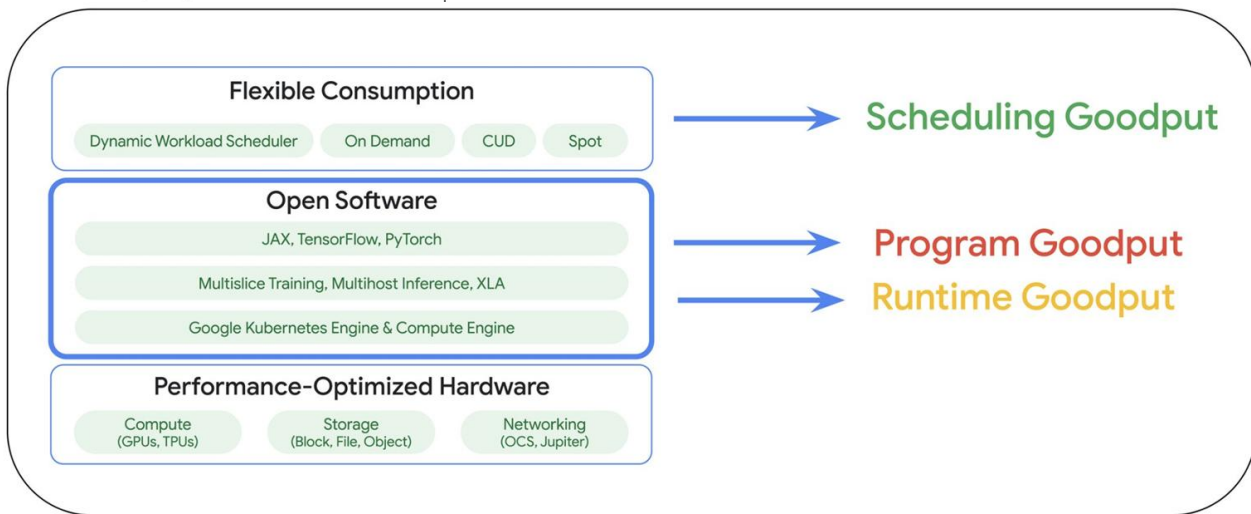 Flexible Consumption
Dynamic Workload Scheduler
On Demand
CUD
Spot
Scheduling Goodput
Open Software
JAX, TensorFlow, PyTorch
Multislice Training, Multihost Inference, XLA
Google Kubernetes Engine & Compute Engine
Program Goodput
Runtime Goodput
Performance-Optimized Hardware
Compute
(GPUs, TPUs)
Storage
(Block, File, Object)
Networking
(OCS, Jupiter)